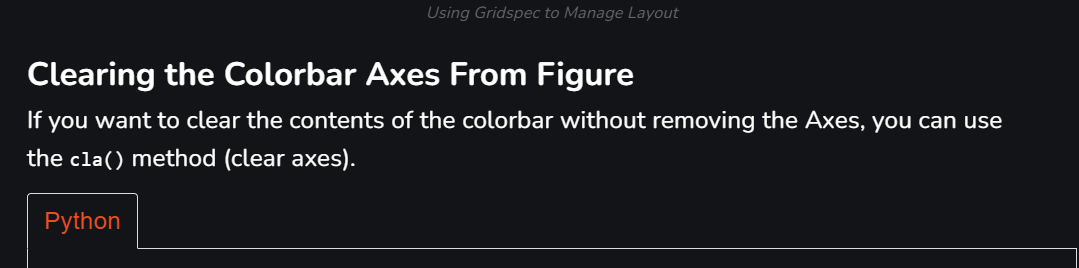 Using Gridspec to Manage Layout
Clearing the Colorbar Axes From Figure
If you want to clear the contents of the colorbar without removing the Axes, you can use
the cla() method (clear axes).
Python